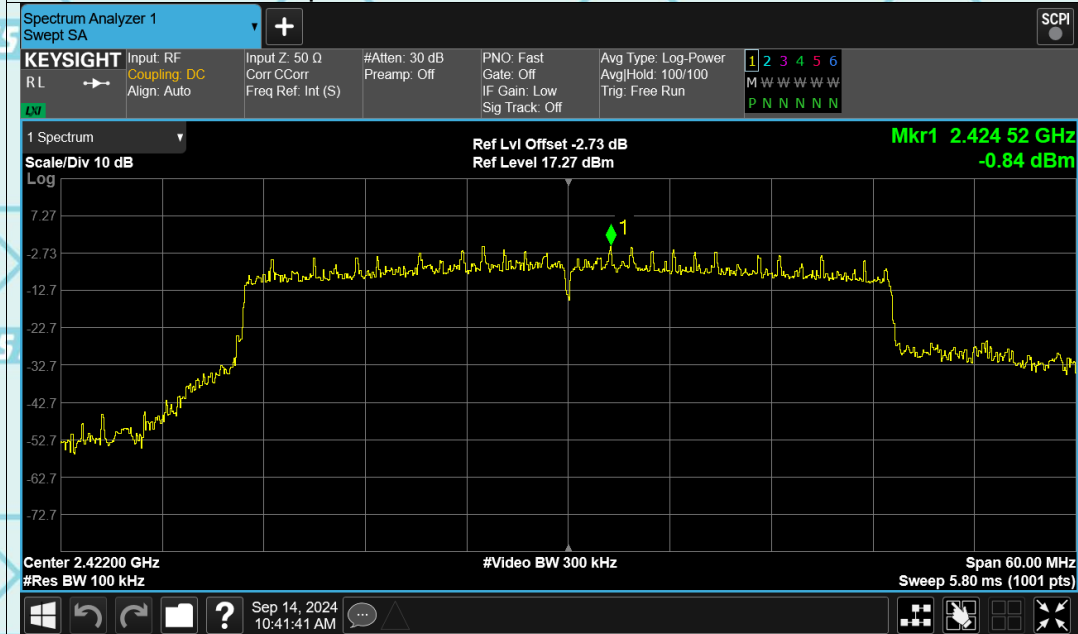 Spectrum Analyzer 1
Swept SA
+
SCPI
KEYSIGHT
R L
LXI
Input: RF
Coupling: DC
Align: Auto
Input Z: 50 Ω
Corr CCorr
Freq Ref: Int (S)
#Atten: 30 dB
Preamp: Off
PNO: Fast
Gate: Off
IF Gain: Low
Sig Track: Off
Avg Type: Log-Power
Avg|Hold: 100/100
Trig: Free Run
1 2 3 4 5 6
M W W W W W
P N N N N N
1 Spectrum
Scale/Div 10 dB
Log
Ref Lvl Offset -2.73 dB
Ref Level 17.27 dBm
Mkr1 2.424 52 GHz
-0.84 dBm
1
7.27
-2.73
-12.7
-22.7
-32.7
-42.7
-52.7
-62.7
-72.7
Center 2.42200 GHz
#Res BW 100 kHz
#Video BW 300 kHz
Span 60.00 MHz
Sweep 5.80 ms (1001 pts)
?
Sep 14, 2024
10:41:41 AM